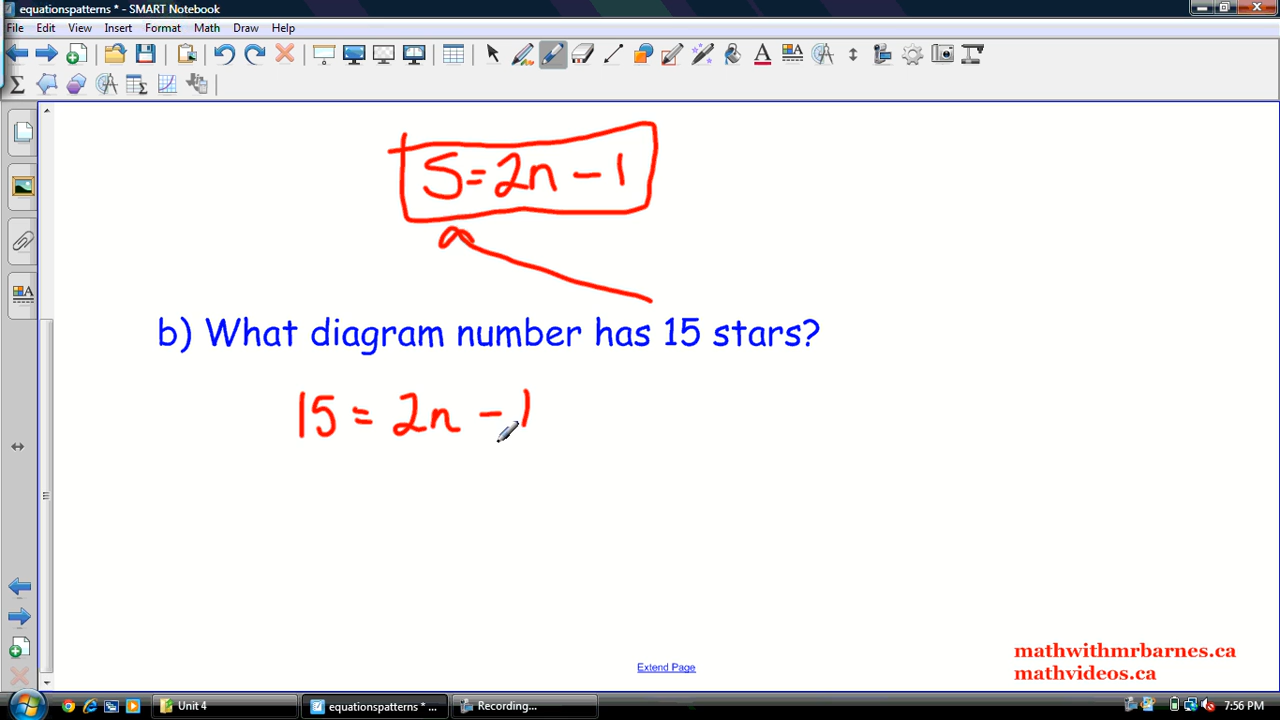 equationspatterns * - SMART Notebook
File Edit View Insert Format Math Draw Help
S = 2n - 1
b) What diagram number has 15 stars?
15 = 2n - 1
Extend Page
mathwithmrbarnes.ca
mathvideos.ca
Unit 4
equationspatterns * ...
Recording...
7:56 PM